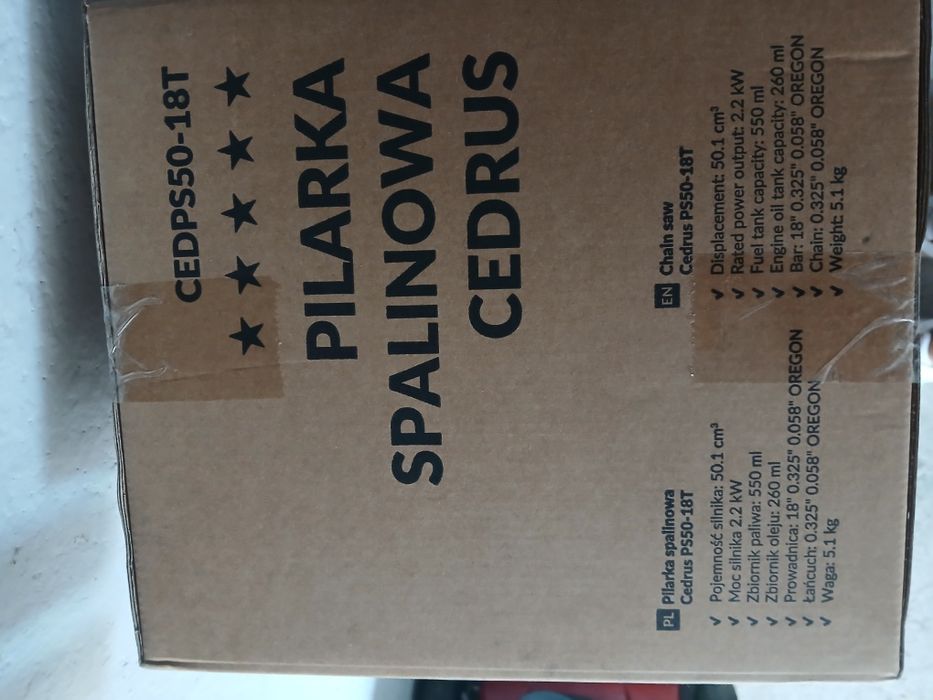 CEDPS50-18T
★ ★ ★ ★ ★
PILARKA
SPALINOWA
CEDRUS
PL Pilarka spalinowa
Cedrus PS50-18T
✓ Pojemność silnika: 50.1 cm³
✓ Moc silnika 2.2 kW
✓ Zbiornik paliwa: 550 ml
✓ Zbiornik oleju: 260 ml
✓ Prowadnica: 18" 0.325" 0.058" OREGON
✓ Łańcuch: 0.325" 0.058" OREGON
✓ Waga: 5.1 kg
EN Chain saw
Cedrus PS50-18T
✓ Displacement: 50.1 cm³
✓ Rated power output: 2.2 kW
✓ Fuel tank capacity: 550 ml
✓ Engine oil tank capacity: 260 ml
✓ Bar: 18" 0.325" 0.058" OREGON
✓ Chain: 0.325" 0.058" OREGON
✓ Weight: 5.1 kg